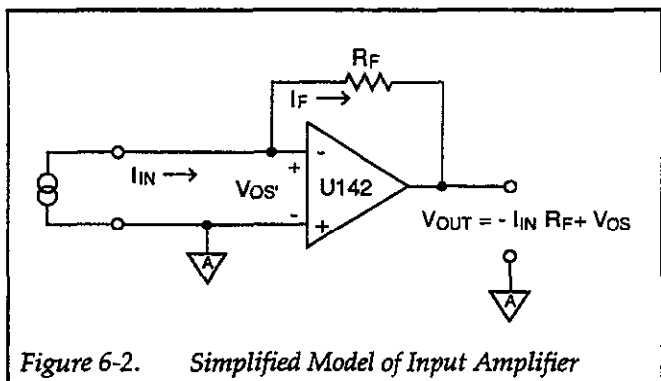 RF
IF →
IIN →
-
+
VOS'
U142
-
+
VOUT = - IIN RF + VOS
A
A
Figure 6-2. Simplified Model of Input Amplifier